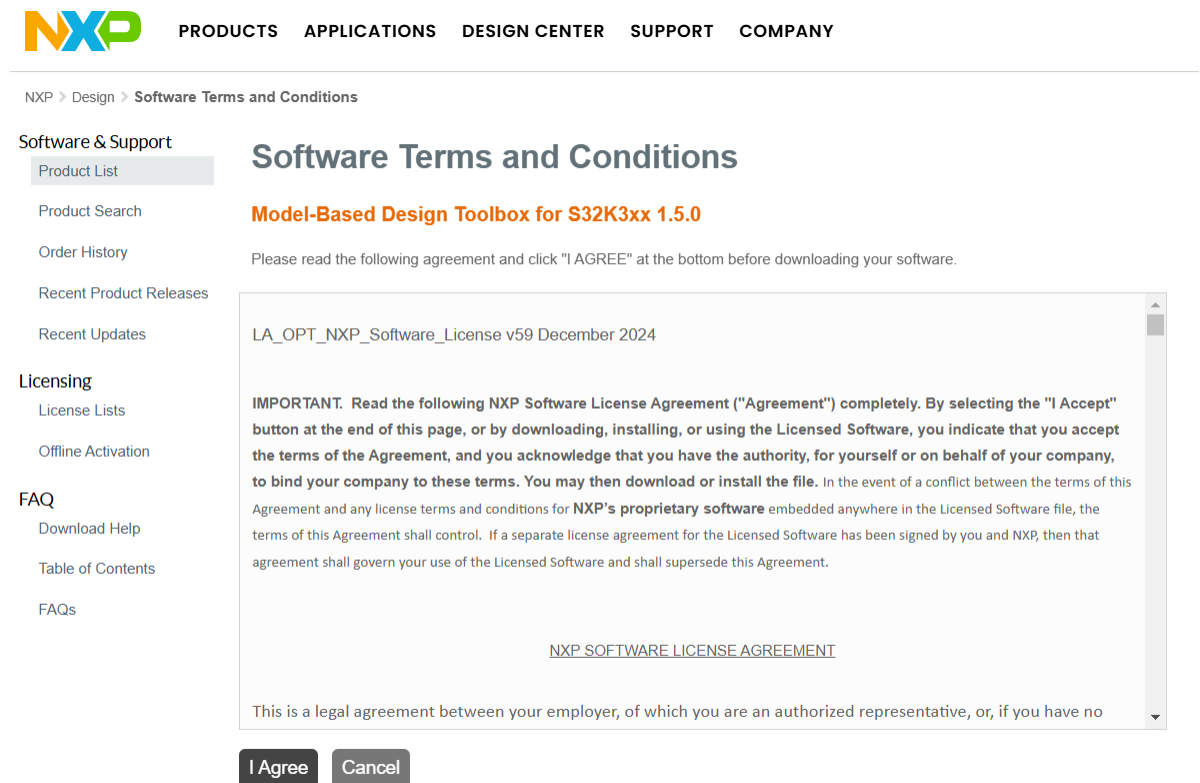 NXP
PRODUCTS APPLICATIONS DESIGN CENTER SUPPORT COMPANY
NXP > Design > Software Terms and Conditions
Software & Support
Product List
Product Search
Order History
Recent Product Releases
Recent Updates
Licensing
License Lists
Offline Activation
FAQ
Download Help
Table of Contents
FAQs
Software Terms and Conditions
Model-Based Design Toolbox for S32K3xx 1.5.0
Please read the following agreement and click "I AGREE" at the bottom before downloading your software.
LA_OPT_NXP_Software_License v59 December 2024
IMPORTANT.  Read the following NXP Software License Agreement ("Agreement") completely. By selecting the "I Accept"
button at the end of this page, or by downloading, installing, or using the Licensed Software, you indicate that you accept
the terms of the Agreement, and you acknowledge that you have the authority, for yourself or on behalf of your company,
to bind your company to these terms. You may then download or install the file. In the event of a conflict between the terms of this
Agreement and any license terms and conditions for NXP’s proprietary software embedded anywhere in the Licensed Software file, the
terms of this Agreement shall control.  If a separate license agreement for the Licensed Software has been signed by you and NXP, then that
agreement shall govern your use of the Licensed Software and shall supersede this Agreement.
NXP SOFTWARE LICENSE AGREEMENT
This is a legal agreement between your employer, of which you are an authorized representative, or, if you have no
I Agree Cancel